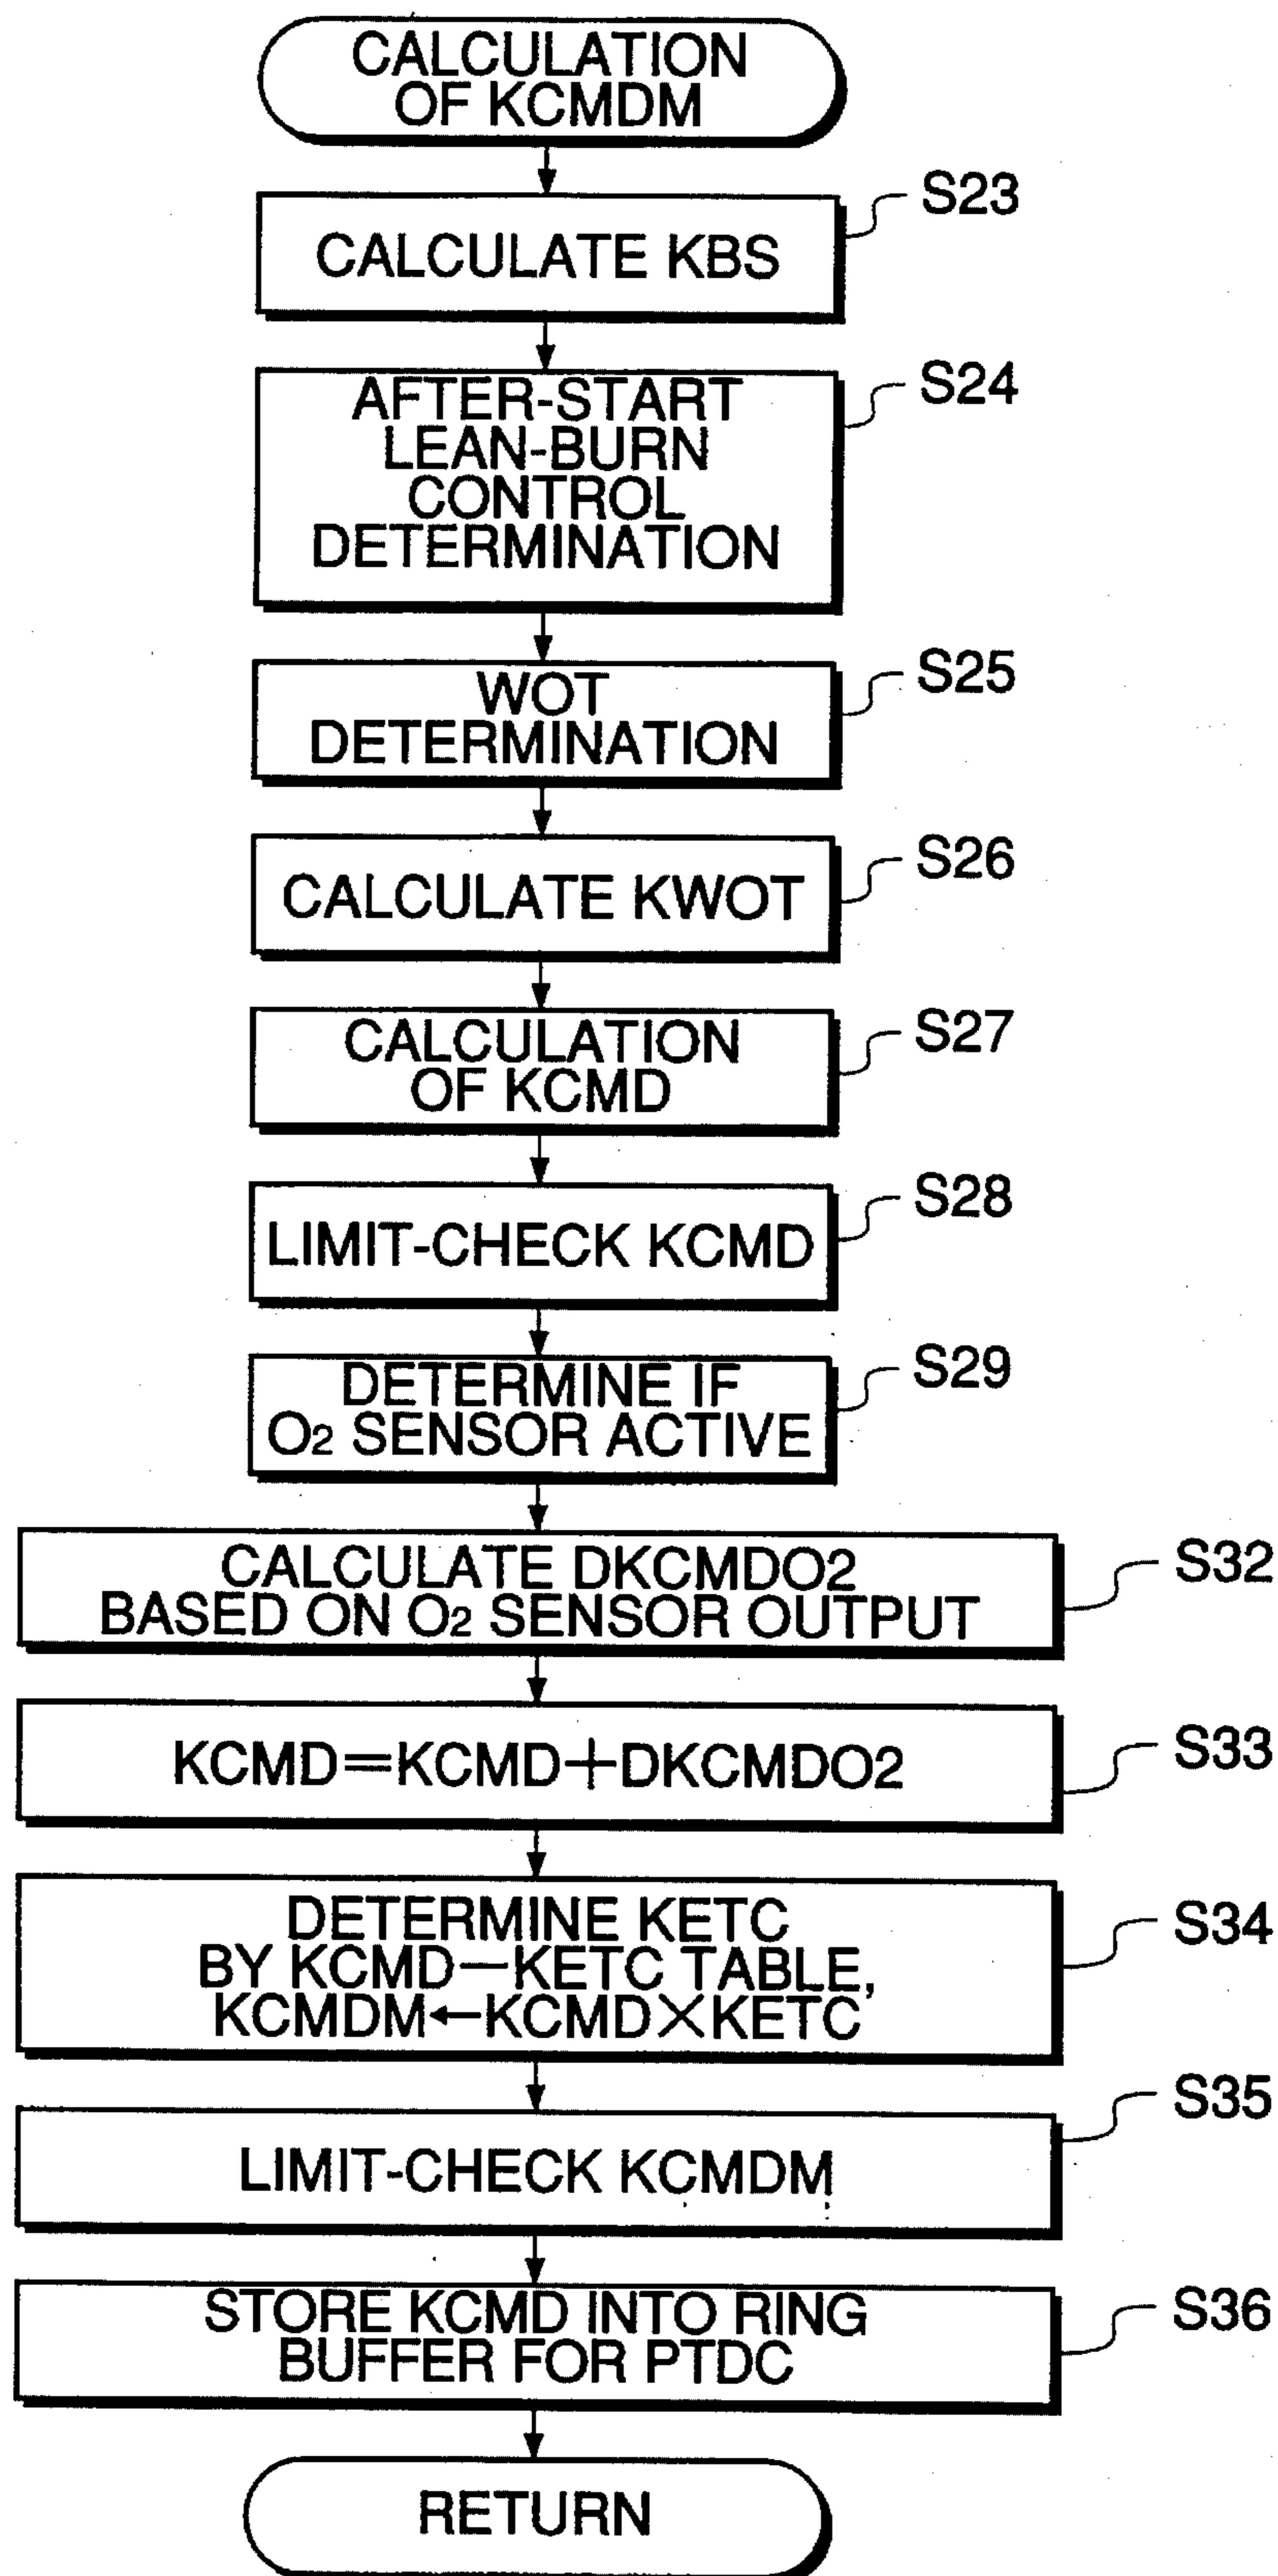 CALCULATION
OF KCMDM
S23
CALCULATE KBS
S24
AFTER-START
LEAN-BURN
CONTROL
DETERMINATION
S25
WOT
DETERMINATION
S26
CALCULATE KWOT
S27
CALCULATION
OF KCMD
S28
LIMIT-CHECK KCMD
S29
DETERMINE IF
O2 SENSOR ACTIVE
S32
CALCULATE DKCMDO2
BASED ON O2 SENSOR OUTPUT
S33
KCMD=KCMD+DKCMDO2
S34
DETERMINE KETC
BY KCMD–KETC TABLE,
KCMDM←KCMD×KETC
S35
LIMIT-CHECK KCMDM
S36
STORE KCMD INTO RING
BUFFER FOR PTDC
RETURN